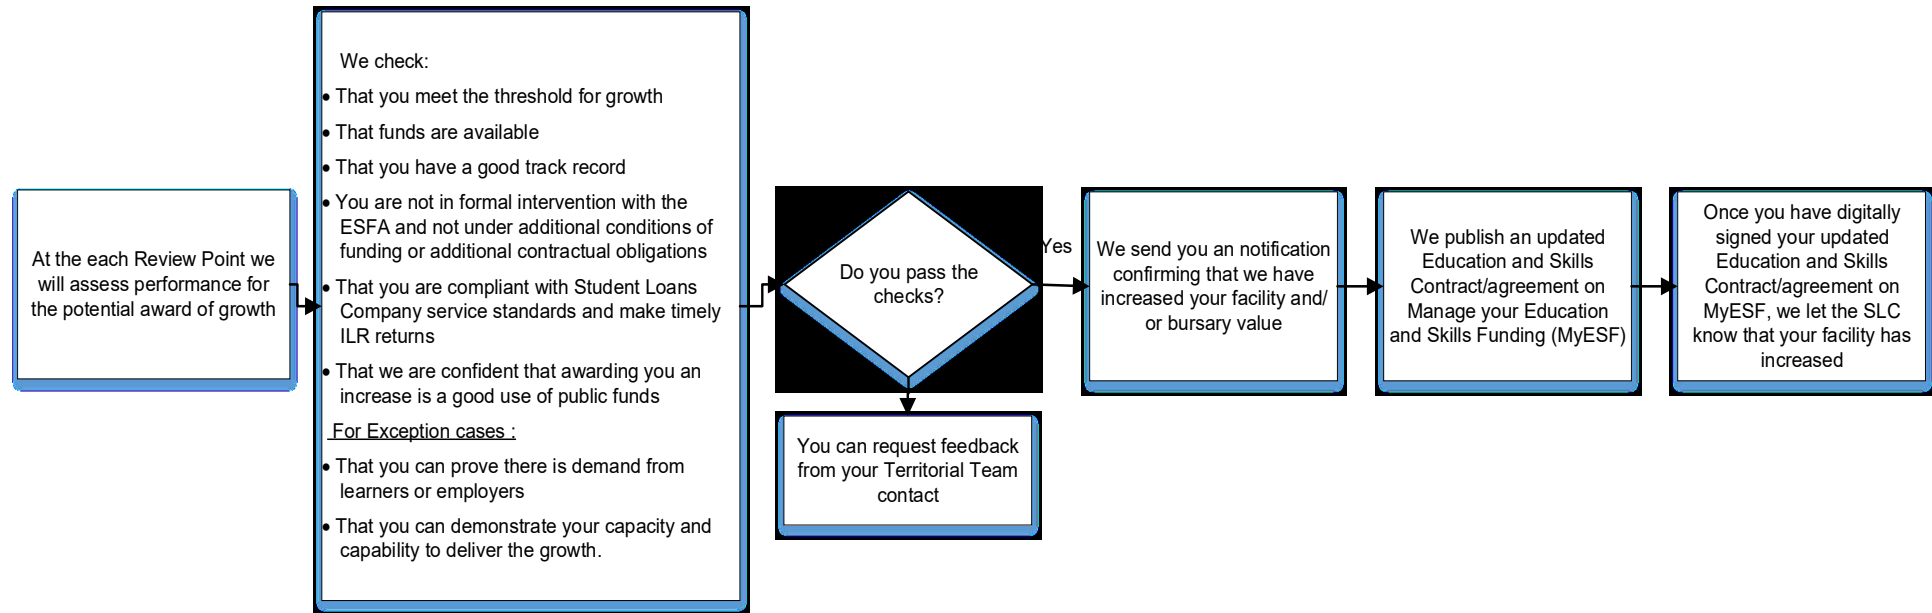 At the each Review Point we
will assess performance for
the potential award of growth
We check:
• That you meet the threshold for growth
• That funds are available
• That you have a good track record
• You are not in formal intervention with the
ESFA and not under additional conditions of
funding or additional contractual obligations
• That you are compliant with Student Loans
Company service standards and make timely
ILR returns
• That we are confident that awarding you an
increase is a good use of public funds
For Exception cases :
• That you can prove there is demand from
learners or employers
• That you can demonstrate your capacity and
capability to deliver the growth.
Do you pass the
checks?
Yes
You can request feedback
from your Territorial Team
contact
We send you an notification
confirming that we have
increased your facility and/
or bursary value
We publish an updated
Education and Skills
Contract/agreement on
Manage your Education
and Skills Funding (MyESF)
Once you have digitally
signed your updated
Education and Skills
Contract/agreement on
MyESF, we let the SLC
know that your facility has
increased